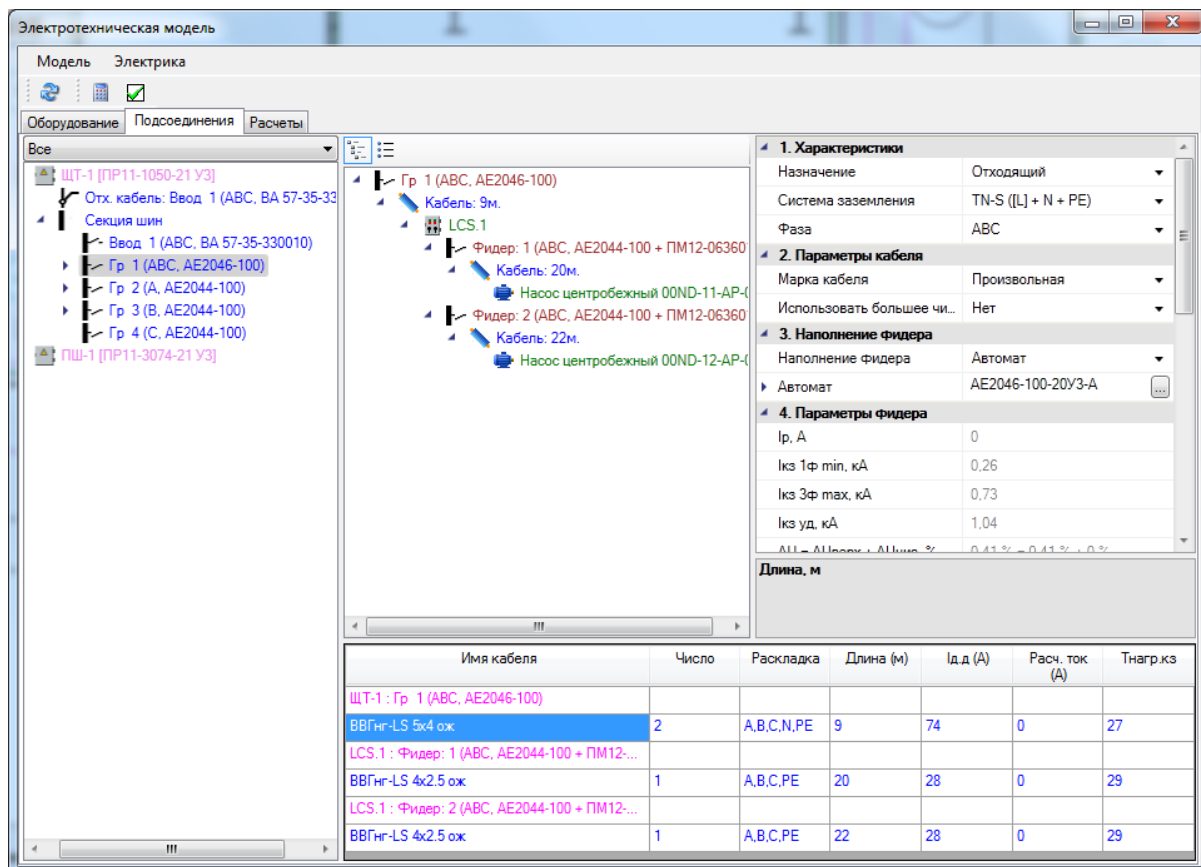 Электротехническая модель
Модель Электрика
Оборудование Подсоединения Расчеты
Все
ЩТ-1 [ПР11-1050-21 У3]
Отх. кабель: Ввод 1 (ABC, ВА 57-35-33
Секция шин
Ввод 1 (ABC, ВА 57-35-330010)
Гр 1 (ABC, АЕ2046-100)
Гр 2 (A, АЕ2044-100)
Гр 3 (B, АЕ2044-100)
Гр 4 (C, АЕ2044-100)
ПШ-1 [ПР11-3074-21 У3]
Гр 1 (ABC, АЕ2046-100)
Кабель: 9м.
LCS.1
Фидер: 1 (ABC, АЕ2044-100 + ПМ12-06360
Кабель: 20м.
Насос центробежный 00ND-11-AP-
Фидер: 2 (ABC, АЕ2044-100 + ПМ12-06360
Кабель: 22м.
Насос центробежный 00ND-12-AP-
1. Характеристики
Назначение Отходящий
Система заземления TN-S ([L] + N + PE)
Фаза ABC
2. Параметры кабеля
Марка кабеля Произвольная
Использовать большее чи... Нет
3. Наполнение фидера
Наполнение фидера Автомат
Автомат АЕ2046-100-20У3-А ...
4. Параметры фидера
Iр, А 0
Iкз 1ф min, кА 0,26
Iкз 3ф max, кА 0,73
Iкз уд, кА 1,04
Длина, м
Имя кабеля Число Раскладка Длина (м) Iд.д (А) Расч. ток (А) Тнагр.кз
ЩТ-1 : Гр 1 (ABC, АЕ2046-100)
ВВГнг-LS 5x4 ож 2 A,B,C,N,PE 9 74 0 27
LCS.1 : Фидер: 1 (ABC, АЕ2044-100 + ПМ12-...
ВВГнг-LS 4x2.5 ож 1 A,B,C,PE 20 28 0 29
LCS.1 : Фидер: 2 (ABC, АЕ2044-100 + ПМ12-...
ВВГнг-LS 4x2.5 ож 1 A,B,C,PE 22 28 0 29